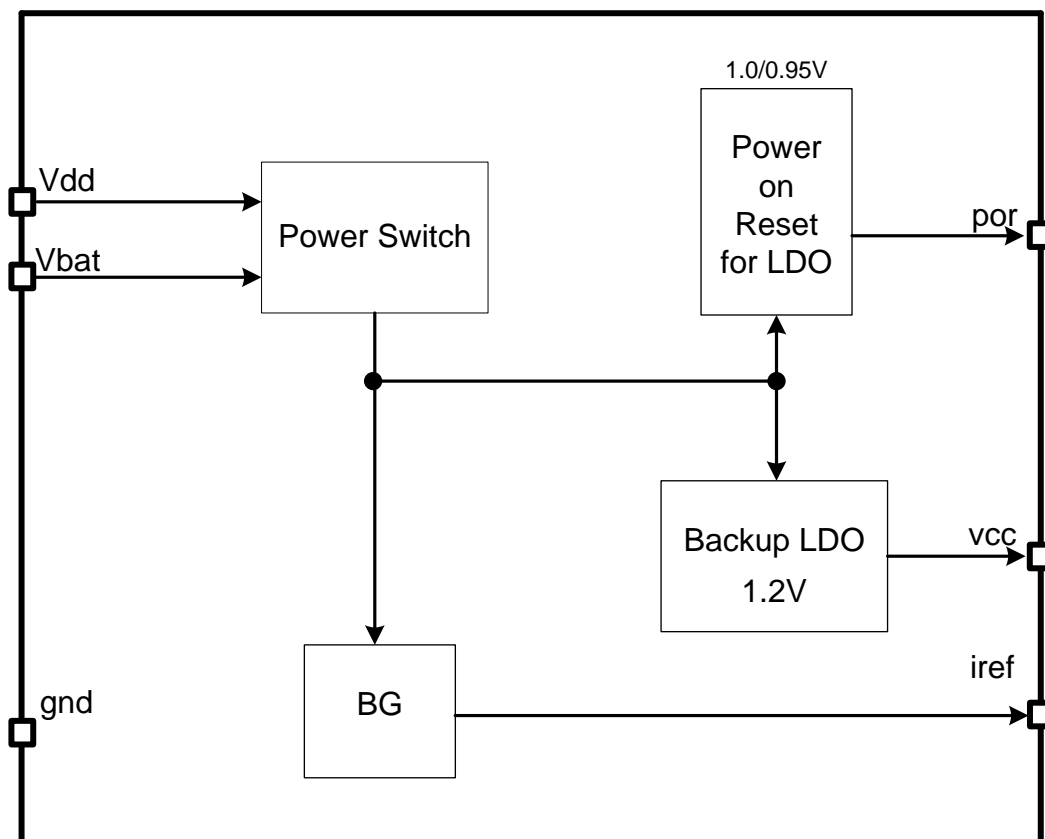 1.0/0.95V
Power
on
Reset
for LDO
Vdd
Power Switch
por
Vbat
Backup LDO
1.2V
vcc
iref
gnd
BG